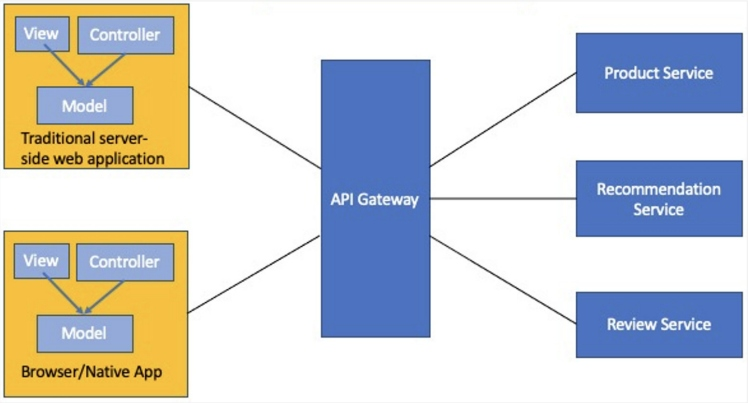 View
Controller
Model
Traditional server-
side web application
View
Controller
Model
Browser/Native App
API Gateway
Product Service
Recommendation
Service
Review Service